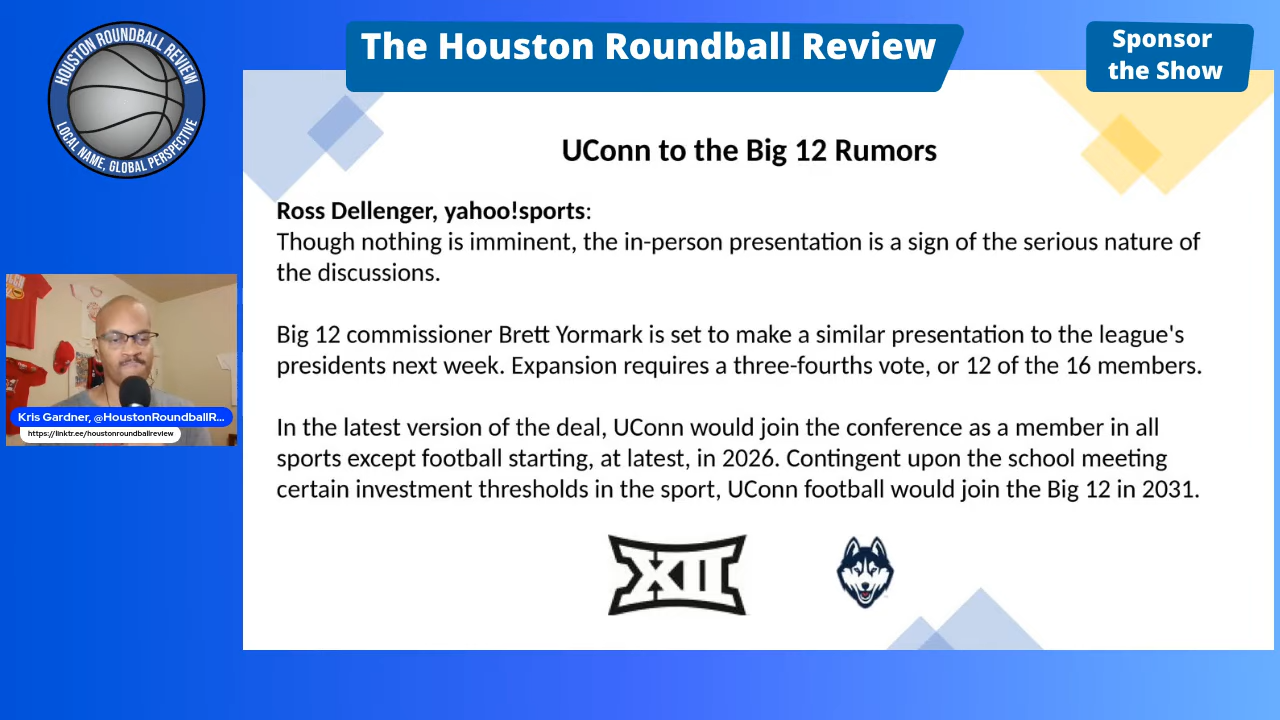 HOUSTON ROUNDBALL REVIEW
LOCAL NAME, GLOBAL PERSPECTIVE
The Houston Roundball Review
Sponsor
the Show
UConn to the Big 12 Rumors
Ross Dellenger, yahoo!sports:
Though nothing is imminent, the in-person presentation is a sign of the serious nature of
the discussions.
Big 12 commissioner Brett Yormark is set to make a similar presentation to the league's
presidents next week. Expansion requires a three-fourths vote, or 12 of the 16 members.
In the latest version of the deal, UConn would join the conference as a member in all
sports except football starting, at latest, in 2026. Contingent upon the school meeting
certain investment thresholds in the sport, UConn football would join the Big 12 in 2031.
XII
Kris Gardner, @HoustonRoundballR...
https://linktr.ee/houstonroundballreview